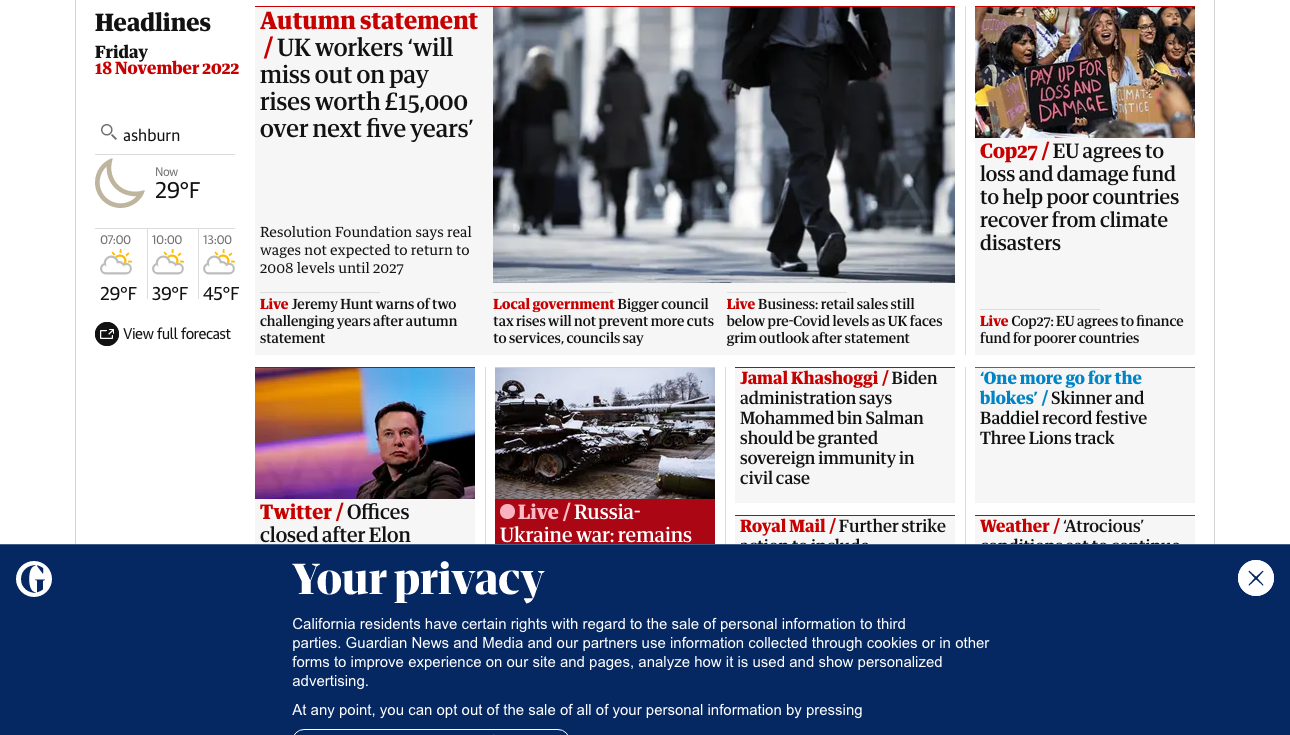 Headlines
Friday
18 November 2022
ashburn
Now
29°F
07:00
10:00
13:00
29°F
39°F
45°F
View full forecast
Autumn statement
/ UK workers ‘will
miss out on pay
rises worth £15,000
over next five years’
Resolution Foundation says real
wages not expected to return to
2008 levels until 2027
Live Jeremy Hunt warns of two
challenging years after autumn
statement
Local government Bigger council
tax rises will not prevent more cuts
to services, councils say
Live Business: retail sales still
below pre-Covid levels as UK faces
grim outlook after statement
PAY UP FOR
LOSS AND
DAMAGE
CLIMATE
JUSTICE
Cop27 / EU agrees to
loss and damage fund
to help poor countries
recover from climate
disasters
Live Cop27: EU agrees to finance
fund for poorer countries
Twitter / Offices
closed after Elon
Live / Russia-
Ukraine war: remains
Jamal Khashoggi / Biden
administration says
Mohammed bin Salman
should be granted
sovereign immunity in
civil case
‘One more go for the
blokes’ / Skinner and
Baddiel record festive
Three Lions track
Royal Mail / Further strike
action to include
Weather / ‘Atrocious’
conditions set to continue
Your privacy
California residents have certain rights with regard to the sale of personal information to third
parties. Guardian News and Media and our partners use information collected through cookies or in other
forms to improve experience on our site and pages, analyze how it is used and show personalized
advertising.
At any point, you can opt out of the sale of all of your personal information by pressing